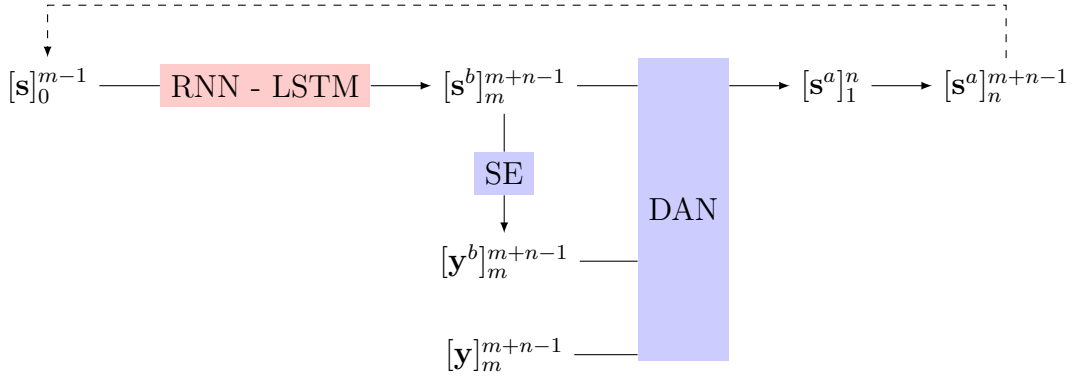 [s]_0^{m-1} RNN - LSTM [s^b]_m^{m+n-1} [s^a]_1^n [s^a]_n^{m+n-1}
SE
DAN
[y^b]_m^{m+n-1}
[y]_m^{m+n-1}